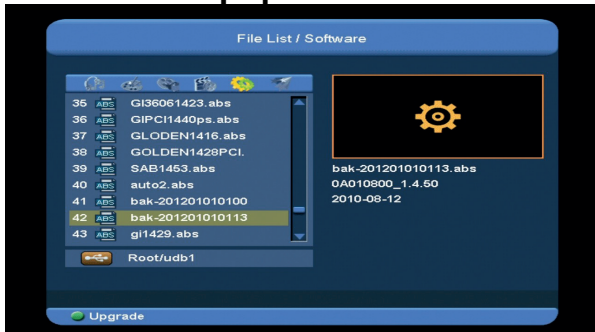 File List / Software
35 ABS GI36061423.abs
36 ABS GIPCI1440ps.abs
37 ABS GLODEN1416.abs
38 ABS GOLDEN1428PCI.
39 ABS SAB1453.abs
40 ABS auto2.abs
41 ABS bak-201201010100
42 ABS bak-201201010113
43 ABS gi1429.abs
Root/udb1
bak-201201010113.abs
0A010800_1.4.50
2010-08-12
Upgrade